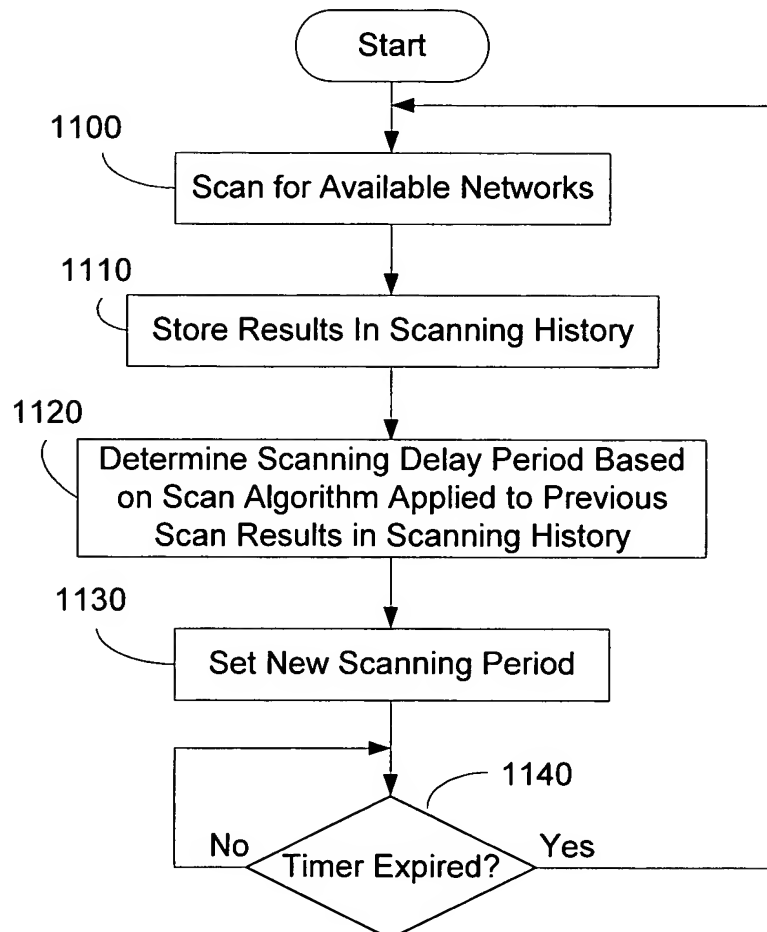 Start
1100
Scan for Available Networks
1110
Store Results In Scanning History
1120
Determine Scanning Delay Period Based
on Scan Algorithm Applied to Previous
Scan Results in Scanning History
1130
Set New Scanning Period
1140
No
Timer Expired?
Yes